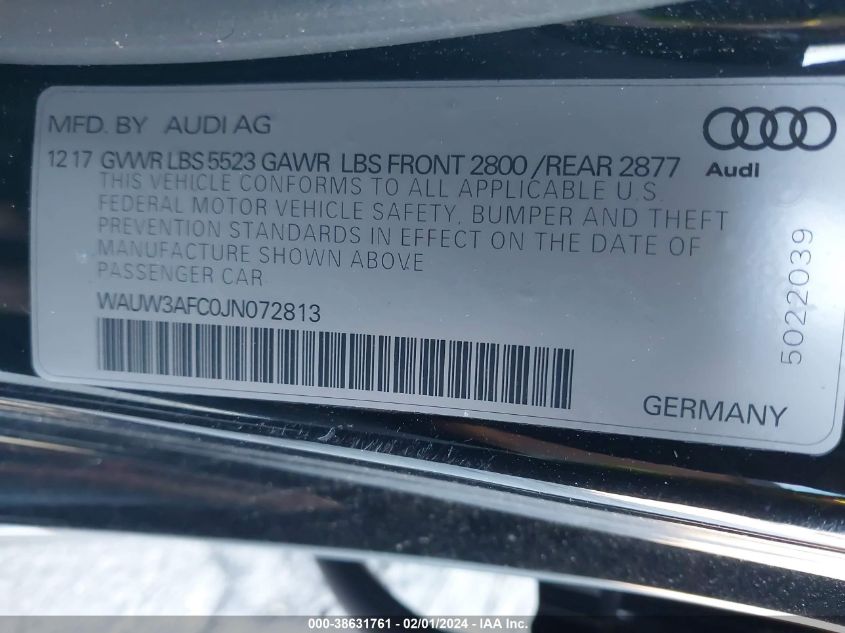 MFD. BY AUDI AG
Audi
12 17 GVWR LBS 5523 GAWR LBS FRONT 2800 /REAR 2877
THIS VEHICLE CONFORMS TO ALL APPLICABLE U.S.
FEDERAL MOTOR VEHICLE SAFETY, BUMPER AND THEFT
PREVENTION STANDARDS IN EFFECT ON THE DATE OF
MANUFACTURE SHOWN ABOVE
PASSENGER CAR
WAUW3AFC0JN072813
5022039
GERMANY
000-38631761 - 02/01/2024 - IAA Inc.